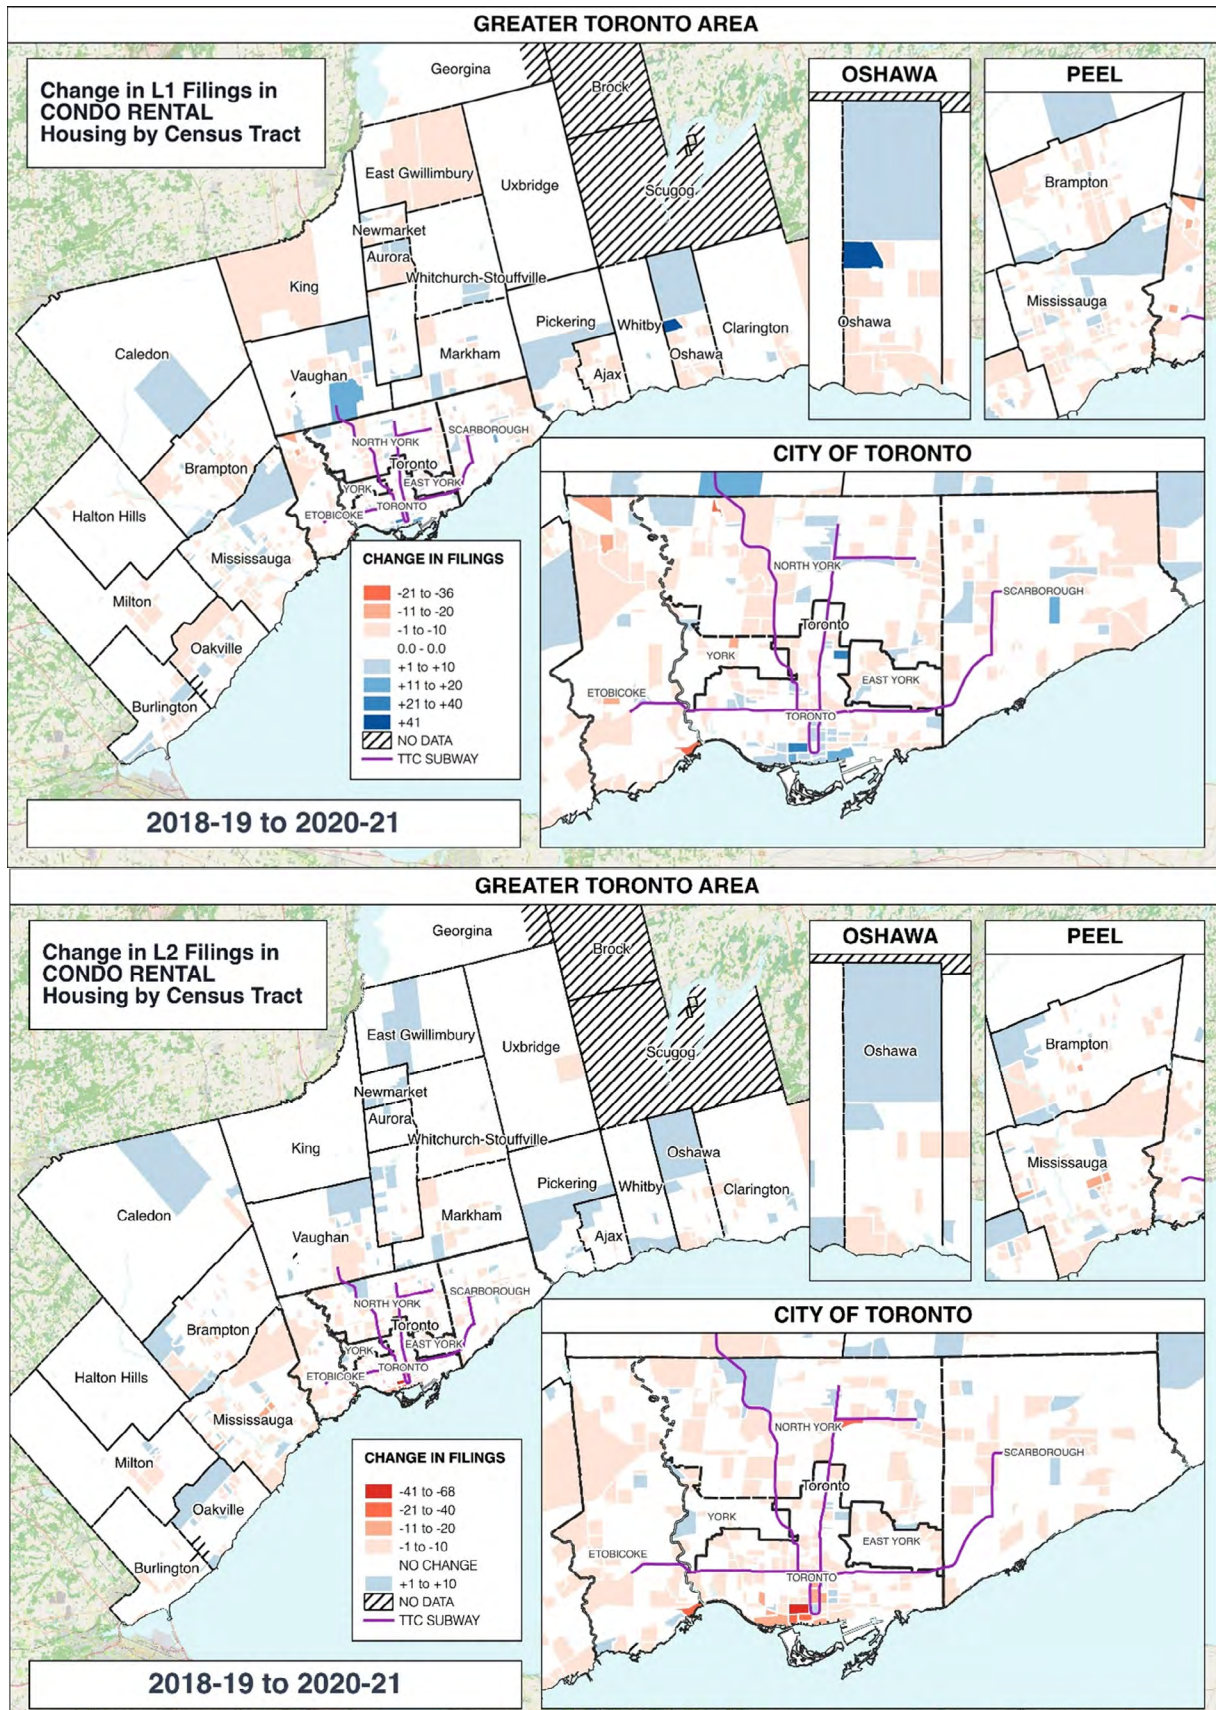 GREATER TORONTO AREA
Change in L1 Filings in
CONDO RENTAL
Housing by Census Tract
Georgina
Brock
OSHAWA
PEEL
East Gwillimbury
Uxbridge
Scugog
Brampton
Newmarket
Aurora
Whitchurch-Stouffville
King
Mississauga
Caledon
Pickering
Whitby
Clarington
Oshawa
Oshawa
Vaughan
Markham
Ajax
NORTH YORK
SCARBOROUGH
Toronto
Brampton
YORK
EAST YORK
TORONTO
ETOBICOKE
CITY OF TORONTO
Halton Hills
Mississauga
Milton
Oakville
Burlington
NORTH YORK
SCARBOROUGH
Toronto
YORK
EAST YORK
ETOBICOKE
TORONTO
CHANGE IN FILINGS
-21 to -36
-11 to -20
-1 to -10
0.0 - 0.0
+1 to +10
+11 to +20
+21 to +40
+41
NO DATA
TTC SUBWAY
2018-19 to 2020-21
GREATER TORONTO AREA
Change in L2 Filings in
CONDO RENTAL
Housing by Census Tract
Georgina
Brock
OSHAWA
PEEL
East Gwillimbury
Uxbridge
Scugog
Oshawa
Brampton
Newmarket
Aurora
Whitchurch-Stouffville
King
Oshawa
Mississauga
Caledon
Pickering
Whitby
Clarington
Vaughan
Markham
Ajax
SCARBOROUGH
NORTH YORK
Toronto
Brampton
YORK
EAST YORK
TORONTO
ETOBICOKE
CITY OF TORONTO
Halton Hills
Mississauga
Milton
Oakville
Burlington
NORTH YORK
SCARBOROUGH
Toronto
YORK
EAST YORK
ETOBICOKE
TORONTO
CHANGE IN FILINGS
-41 to -68
-21 to -40
-11 to -20
-1 to -10
NO CHANGE
+1 to +10
NO DATA
TTC SUBWAY
2018-19 to 2020-21